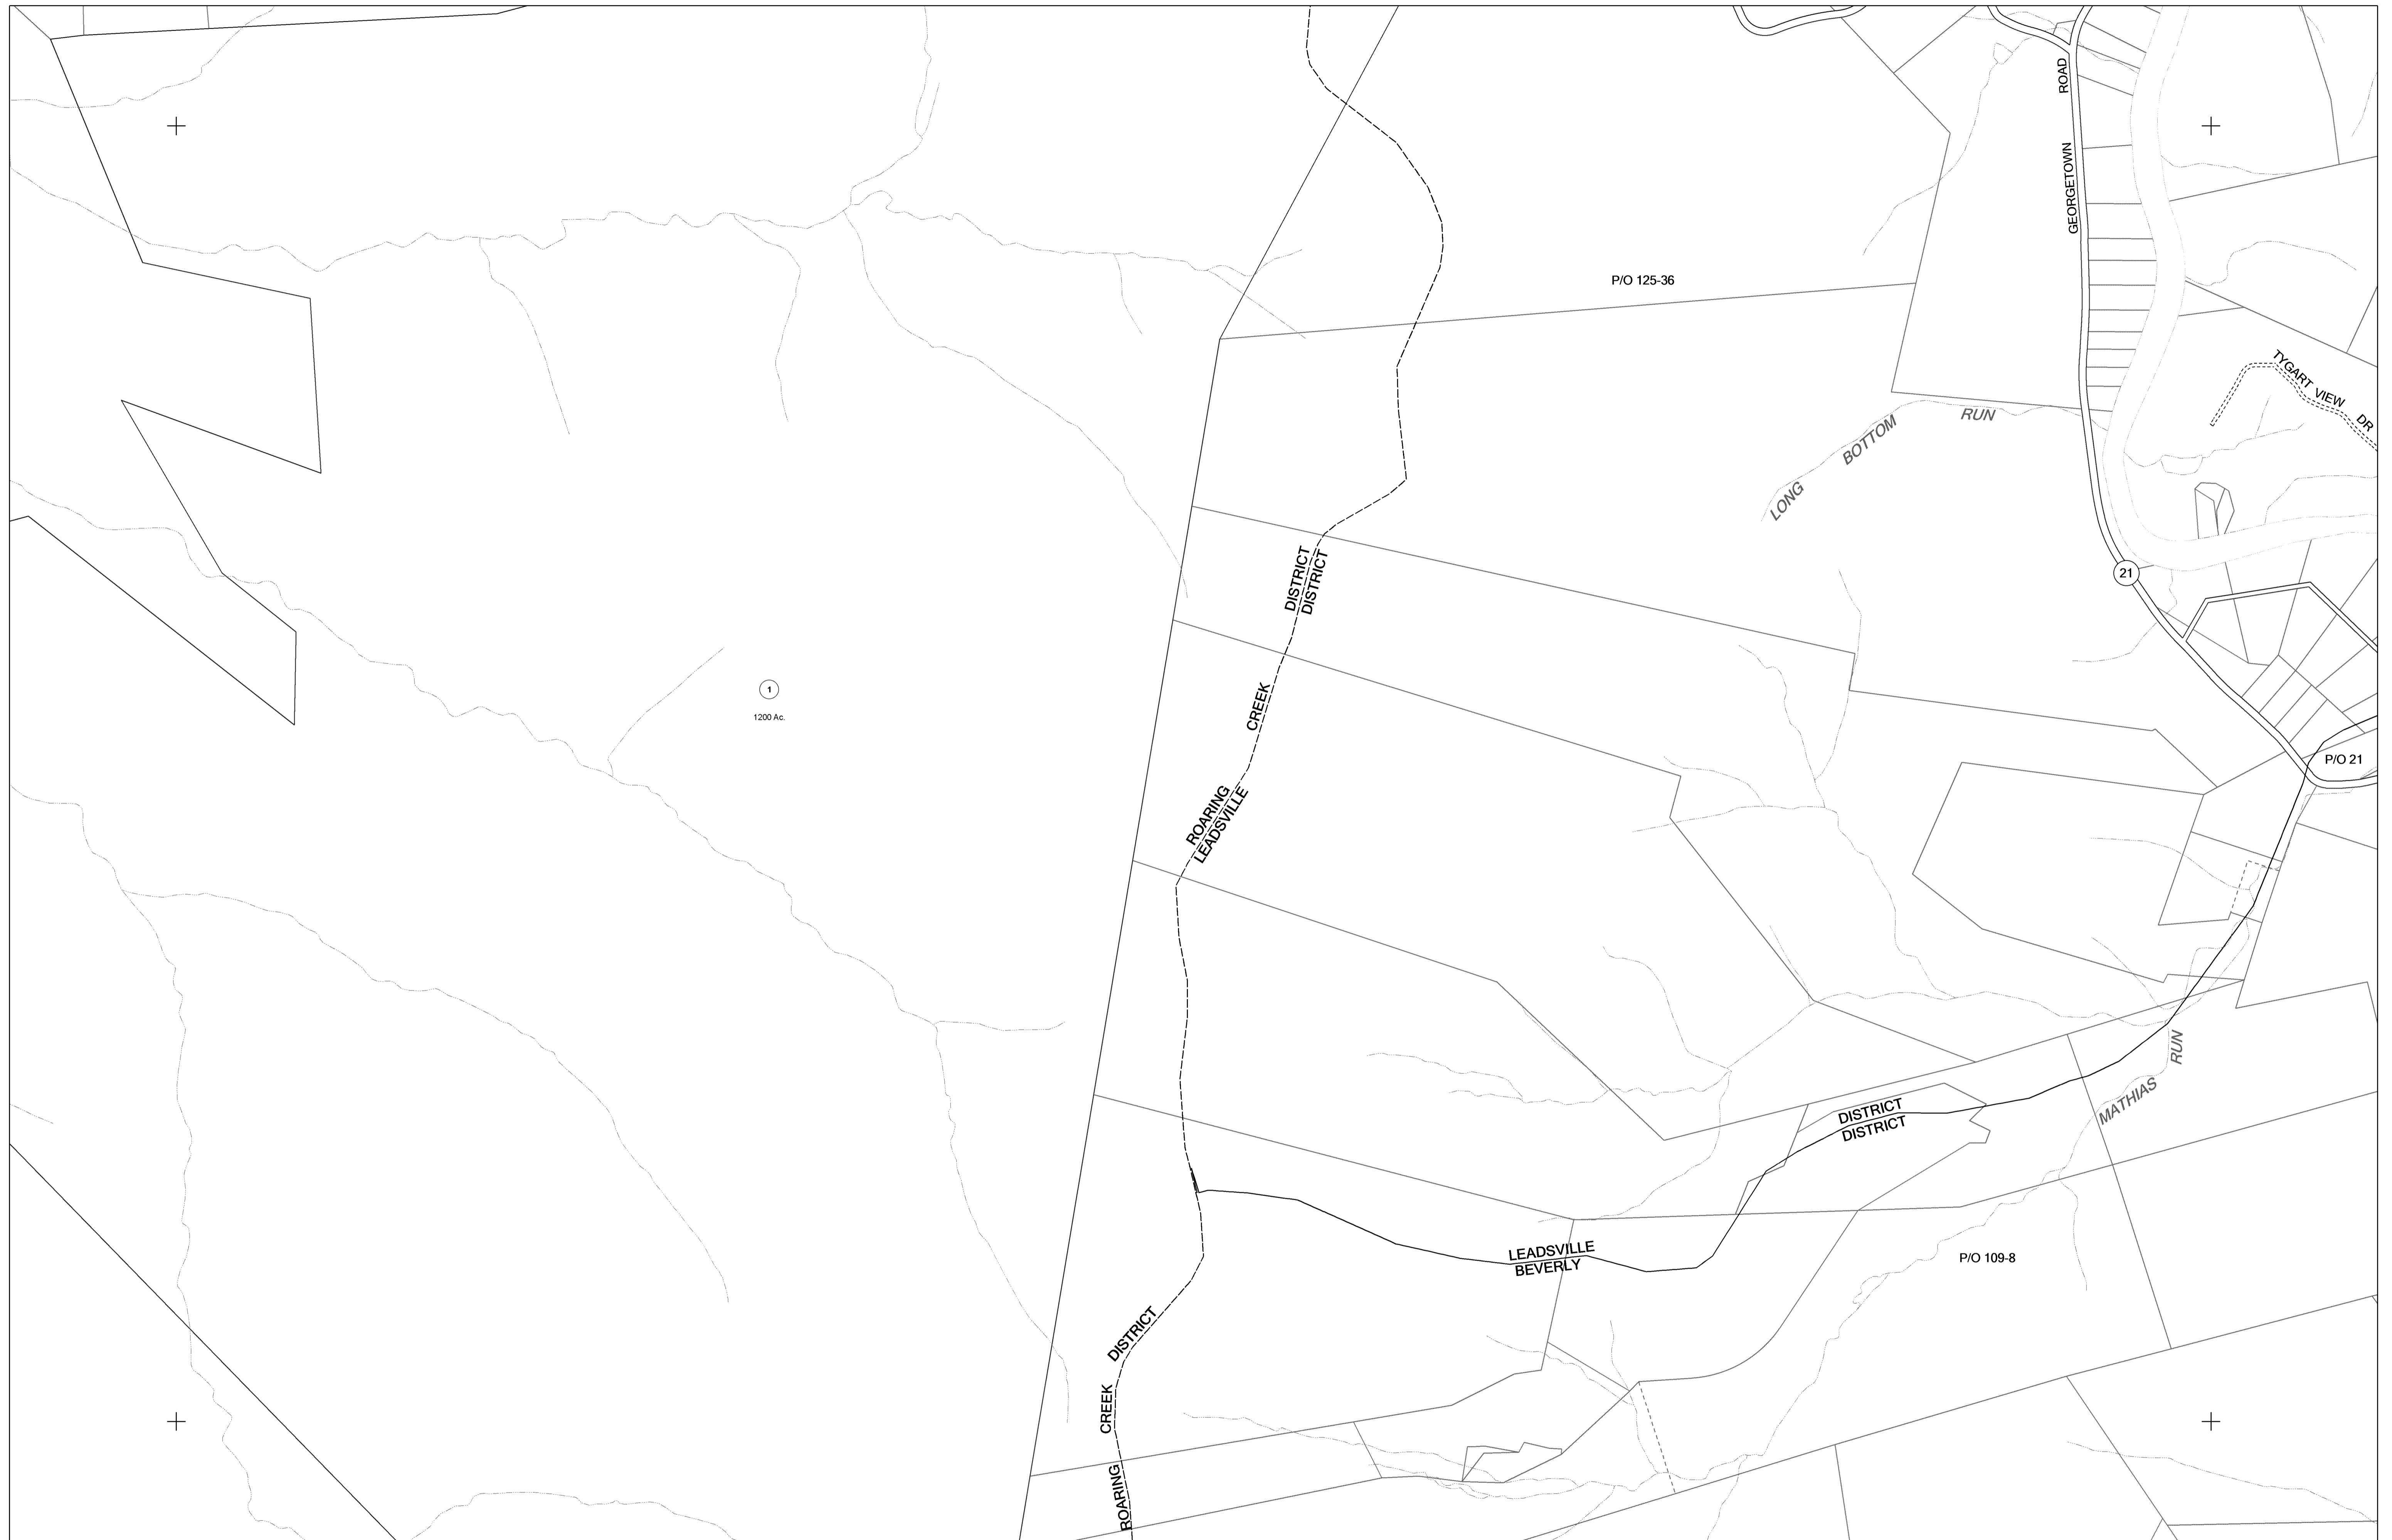 GEORGETOWN ROAD
P/O 125-36
TYGART VIEW DR
LONG BOTTOM RUN
21
ROARING CREEK DISTRICT
LEADSVILLE DISTRICT
1
1200 Ac.
P/O 21
MATHIAS RUN
LEADSVILLE DISTRICT
BEVERLY DISTRICT
P/O 109-8
ROARING CREEK DISTRICT